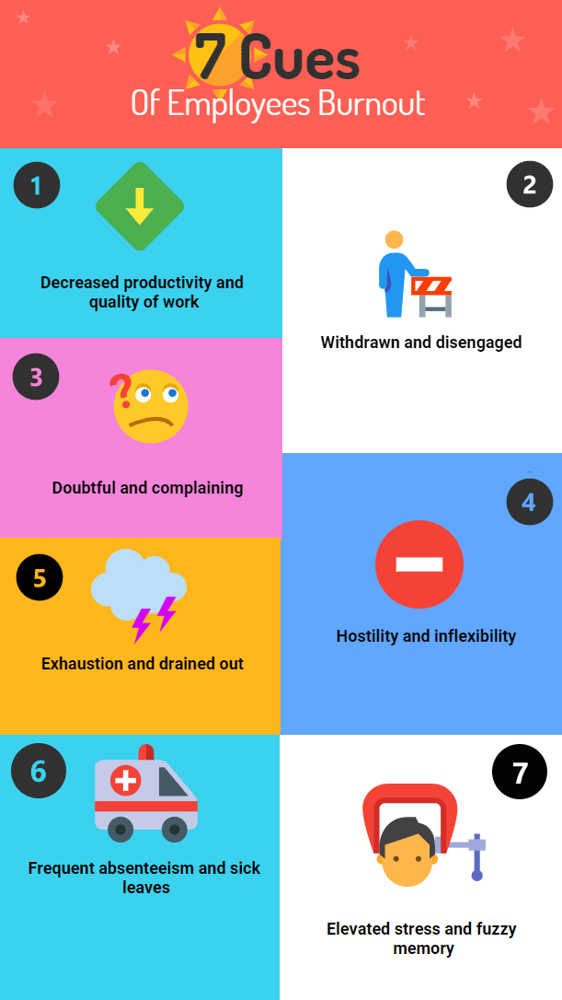 7 Cues
Of Employees Burnout
1
Decreased productivity and
quality of work
2
Withdrawn and disengaged
3
?
Doubtful and complaining
4
Hostility and inflexibility
5
Exhaustion and drained out
6
Frequent absenteeism and sick
leaves
7
Elevated stress and fuzzy
memory